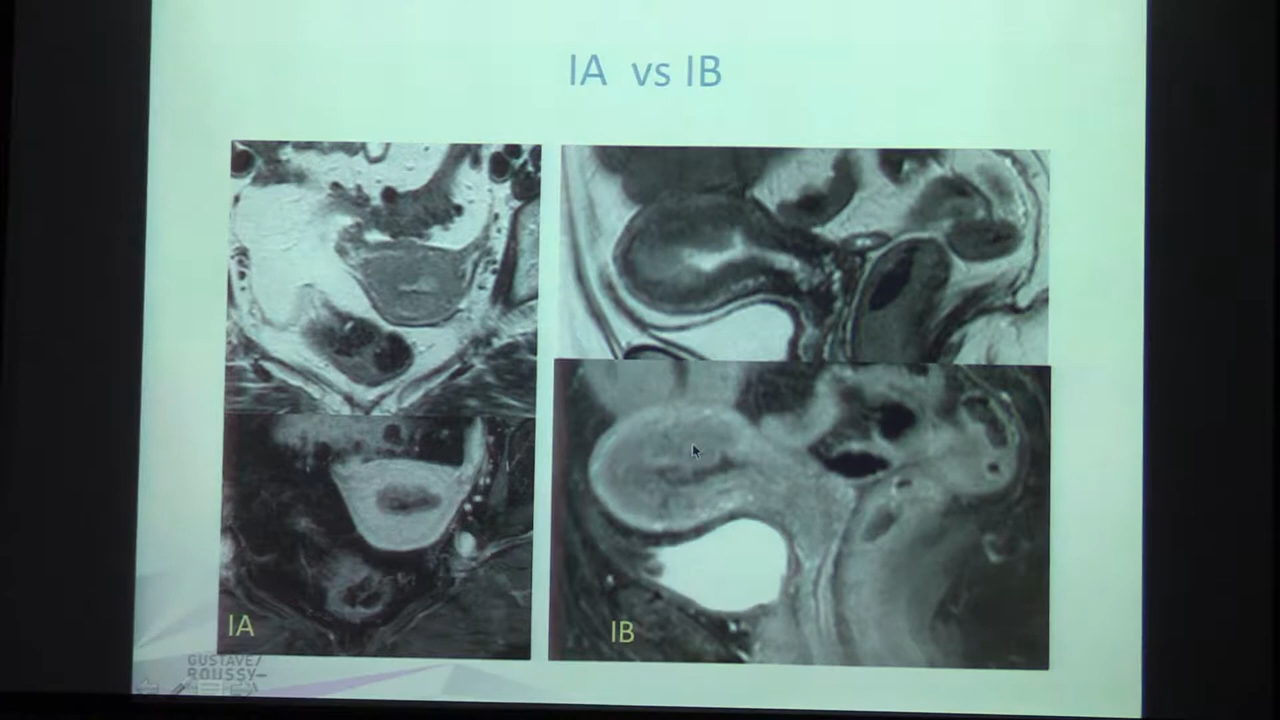 IA vs IB
IA
IB
GUSTAVE/
ROUSSY